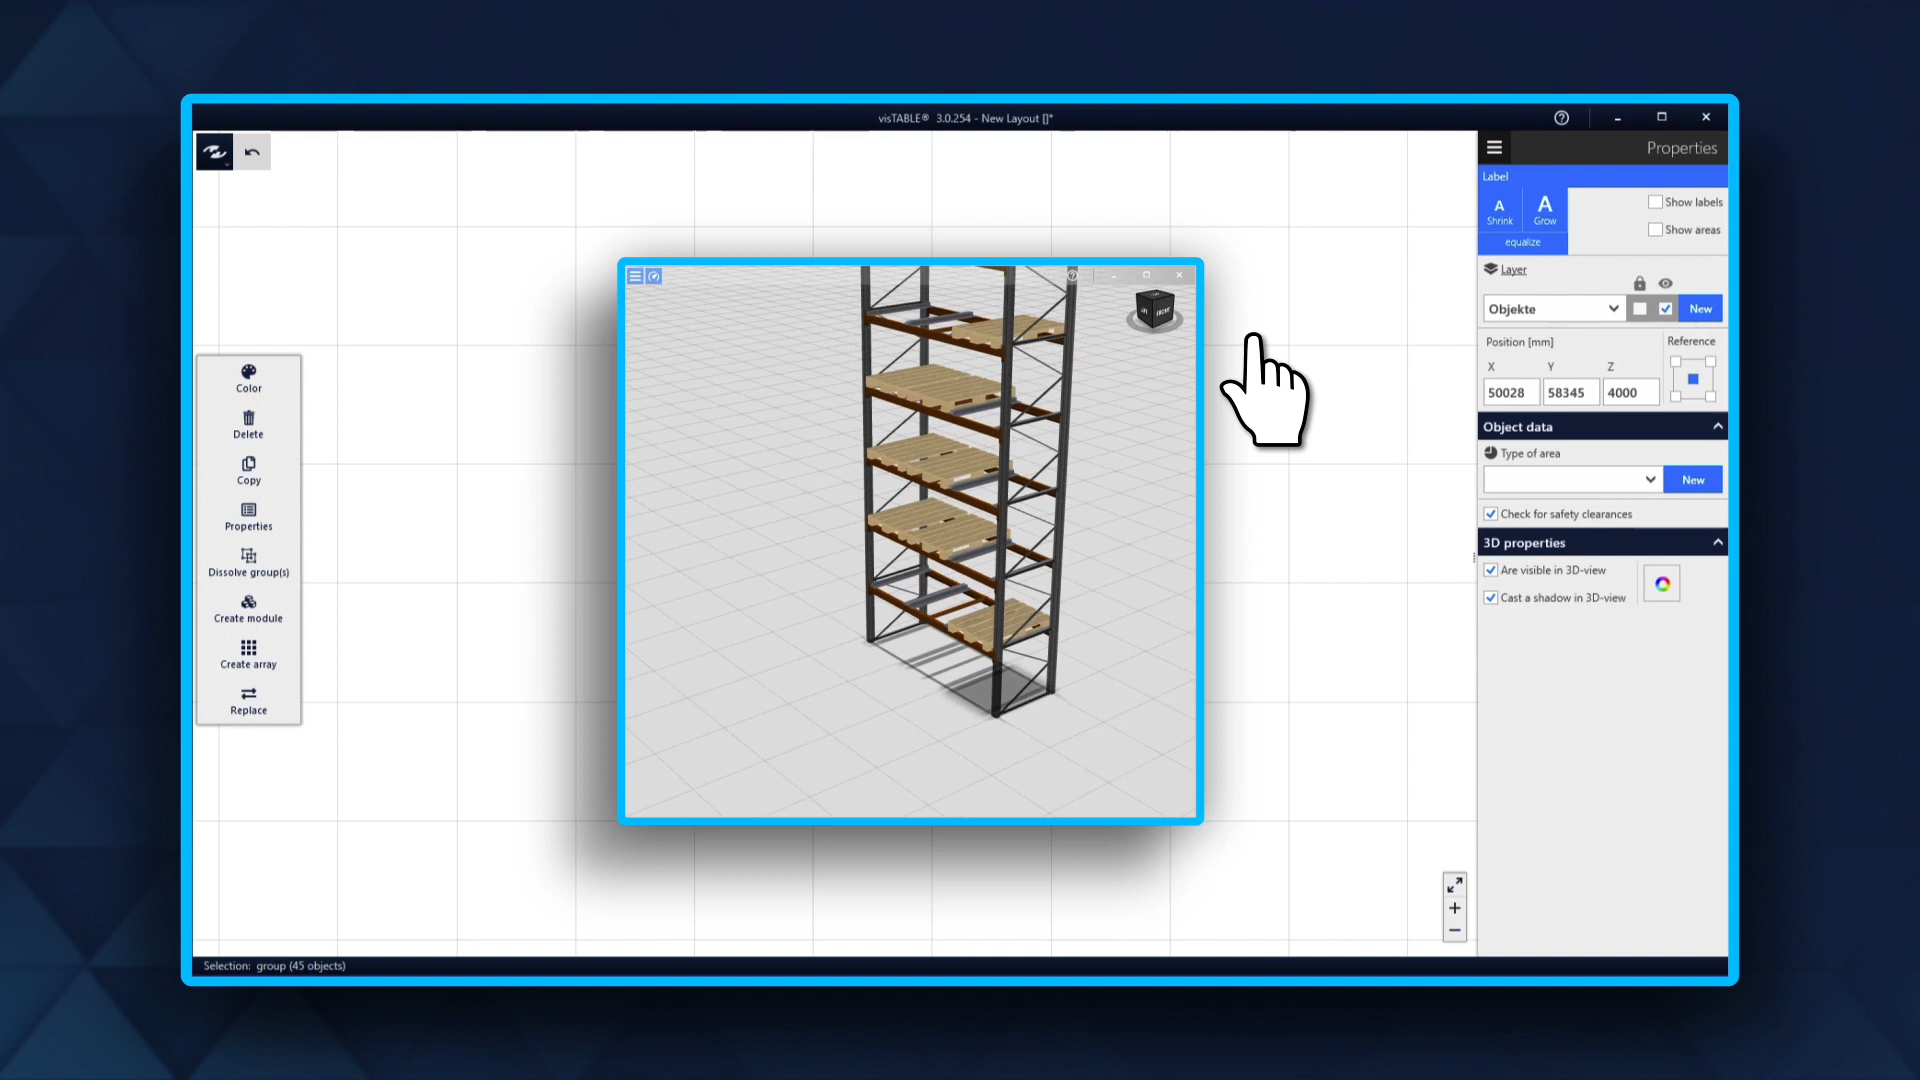 visTABLE® 3.0.254 - New Layout []*
Properties
Label
A
Shrink
A
Grow
equalize
Show labels
Show areas
Layer
Objekte
New
Position [mm]
Reference
X Y Z
50028 58345 4000
Object data
Type of area
New
Check for safety clearances
3D properties
Are visible in 3D-view
Cast a shadow in 3D-view
Color
Delete
Copy
Properties
Dissolve group(s)
Create module
Create array
Replace
FRONT
Selection: group (45 objects)